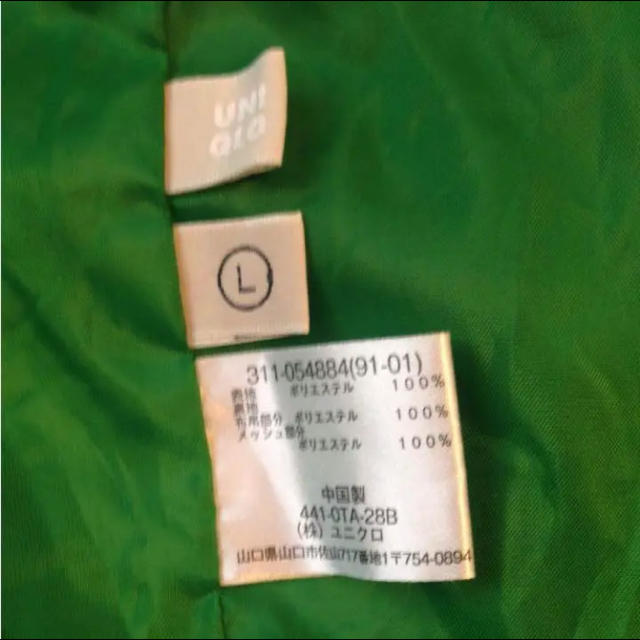 UNI
QLO
L
311-054884(91-01)
表地 ポリエステル 100%
裏地
布帛部分 ポリエステル 100%
メッシュ部分
ポリエステル 100%
中国製
441-0TA-28B
(株)ユニクロ
山口県山口市佐山717番地1〒754-0894